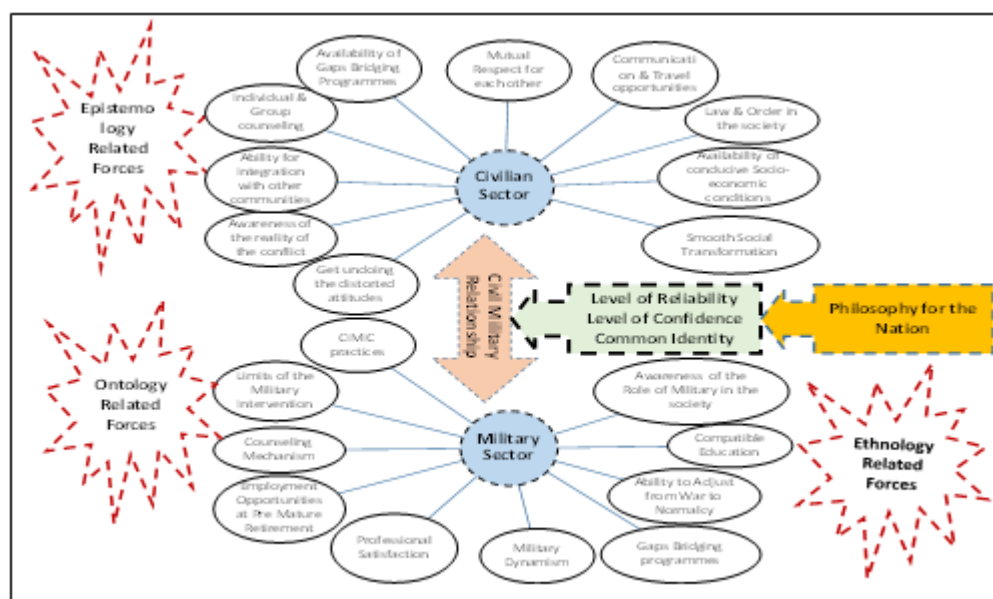 Epistemo
logy
Related
Forces
Availability of
Gaps Bridging
Programmes
Mutual
Respect for
each other
Communicati
on & Travel
opportunities
Individual &
Group
counseling
Law & Order in
the society
Ability for
Integration
with other
communities
Civilian
Sector
Availability of
conducive Socio-
economic
conditions
Awareness of
the reality of
the conflict
Smooth Social
Transformation
Get undoing
the distorted
attitudes
Civil Military
Relationship
Level of Reliability
Level of Confidence
Common Identity
Philosophy for the
Nation
CIMIC
practices
Ontology
Related
Forces
Limits of the
Military
Intervention
Awareness of the
Role of Military in the
society
Counseling
Mechanism
Military
Sector
Compatible
Education
Ethnology
Related
Forces
Employment
Opportunities
at Pre Mature
Retirement
Ability to Adjust
from War to
Normalcy
Professional
Satisfaction
Military
Dynamism
Gaps Bridging
programmes